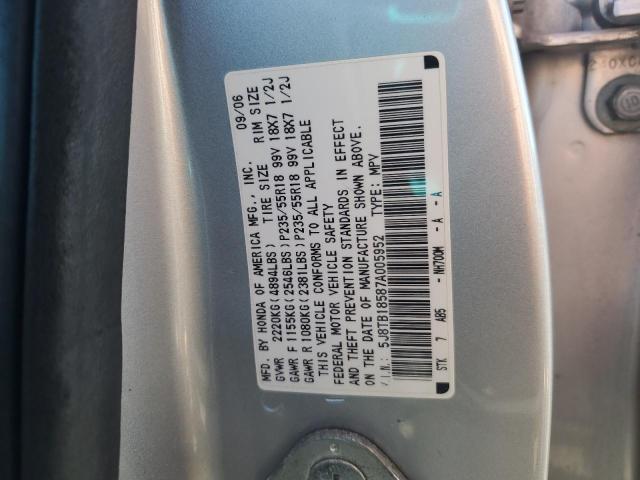 MFD. BY HONDA OF AMERICA MFG., INC. 09/06
GVWR 2220KG(4894LBS) TIRE SIZE RIM SIZE
GAWR F 1155KG(2546LBS)P235/55R18 99V 18X7 1/2J
GAWR R 1080KG(2381LBS)P235/55R18 99V 18X7 1/2J
THIS VEHICLE CONFORMS TO ALL APPLICABLE
FEDERAL MOTOR VEHICLE SAFETY
AND THEFT PREVENTION STANDARDS IN EFFECT
ON THE DATE OF MANUFACTURE SHOWN ABOVE.
V.I.N.: 5J8TB18587A005952 TYPE: MPV
STK 7 AB5 - NH700M - A - A